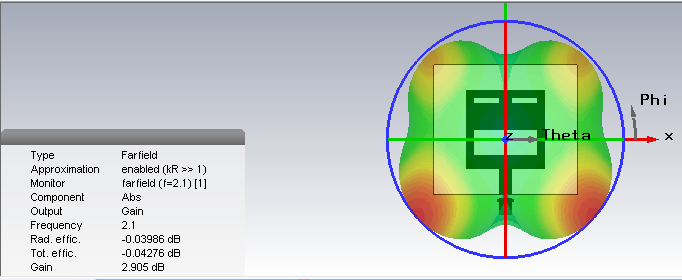 Phi
z Theta x
Type Farfield
Approximation enabled (kR >> 1)
Monitor farfield (f=2.1) [1]
Component Abs
Output Gain
Frequency 2.1
Rad. effic. -0.03986 dB
Tot. effic. -0.04276 dB
Gain 2.905 dB